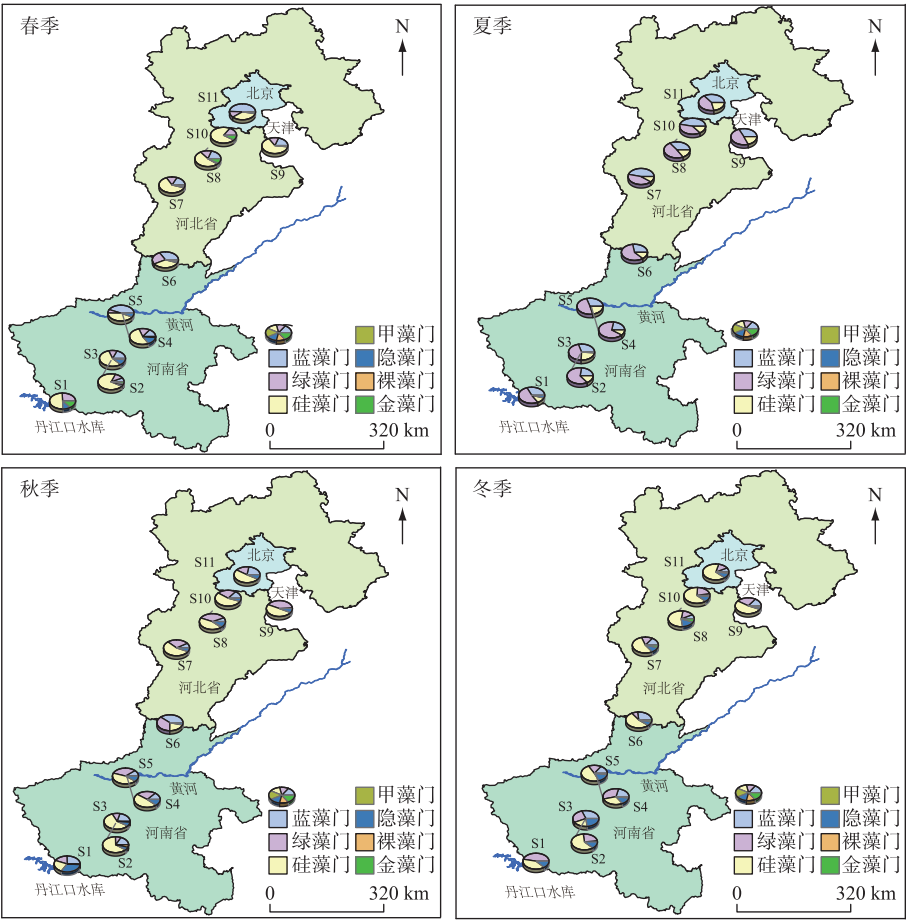 春季
N
北京
S11
天津
S10
S8
S9
S7
河北省
S6
S5
黄河
S4
S3
河南省
S2
S1
丹江口水库
甲藻门
蓝藻门
隐藻门
绿藻门
裸藻门
硅藻门
金藻门
0
320 km
夏季
N
北京
S11
天津
S10
S8
S9
S7
河北省
S6
S5
黄河
S4
S3
河南省
S2
S1
丹江口水库
甲藻门
蓝藻门
隐藻门
绿藻门
裸藻门
硅藻门
金藻门
0
320 km
秋季
N
北京
S11
天津
S10
S8
S9
S7
河北省
S6
S5
黄河
S4
S3
河南省
S2
S1
丹江口水库
甲藻门
蓝藻门
隐藻门
绿藻门
裸藻门
硅藻门
金藻门
0
320 km
冬季
N
北京
S11
天津
S10
S8
S9
S7
河北省
S6
S5
黄河
S4
S3
河南省
S2
S1
丹江口水库
甲藻门
蓝藻门
隐藻门
绿藻门
裸藻门
硅藻门
金藻门
0
320 km